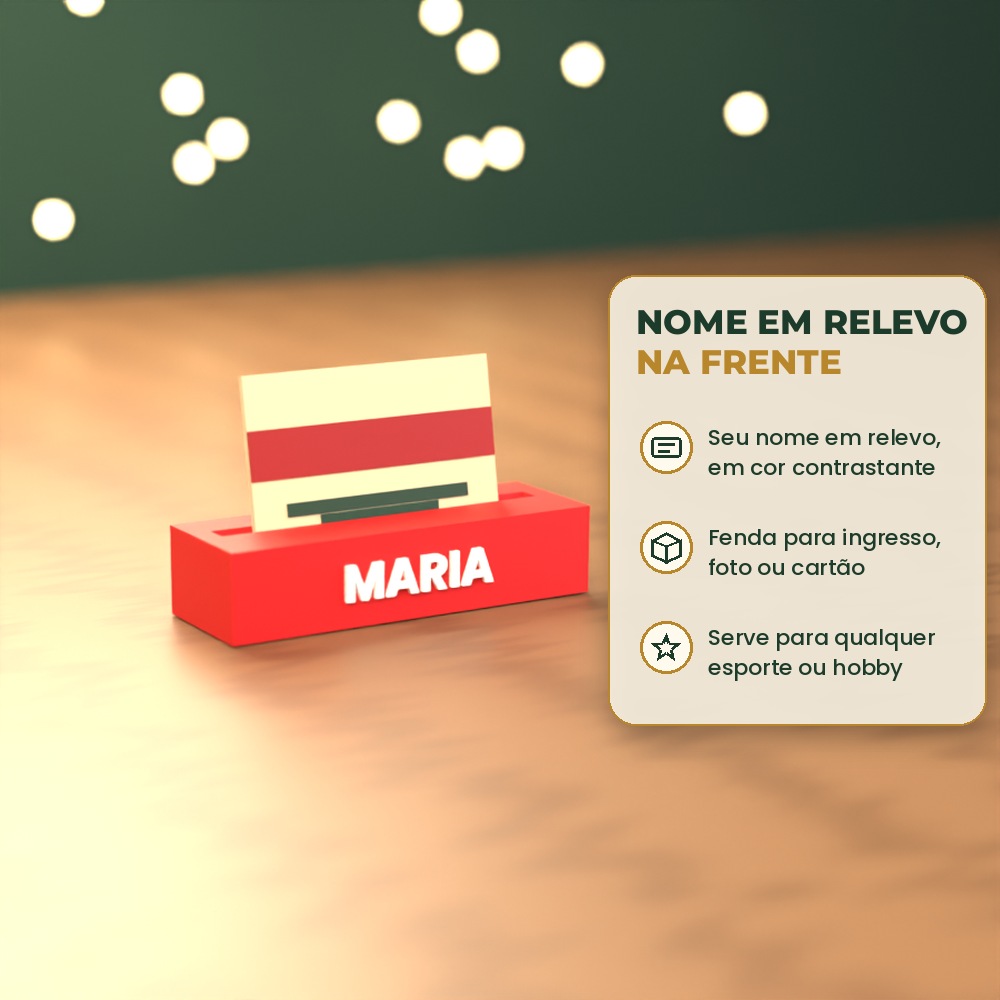 NOME EM RELEVO
NA FRENTE
Seu nome em relevo,
em cor contrastante
Fenda para ingresso,
foto ou cartão
Serve para qualquer
esporte ou hobby
MARIA